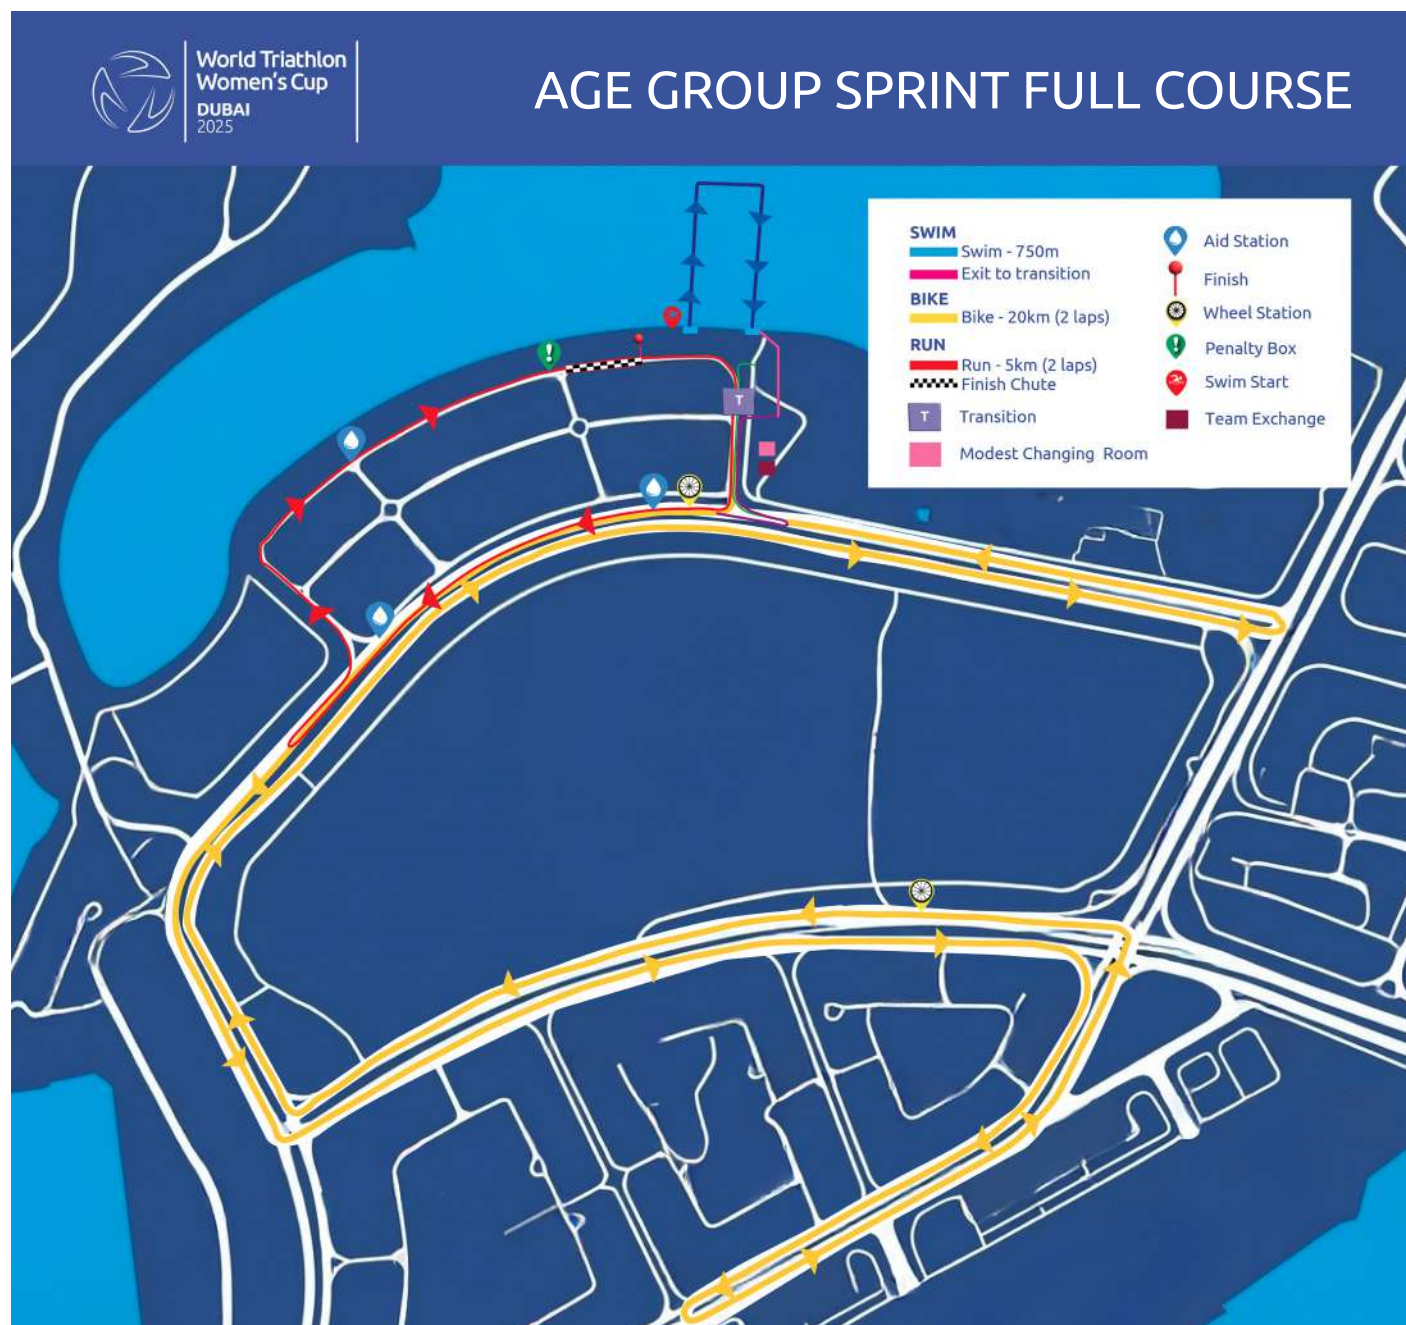 World Triathlon
Women's Cup
DUBAI
2025
AGE GROUP SPRINT FULL COURSE
SWIM
Swim - 750m
Exit to transition
BIKE
Bike - 20km (2 laps)
RUN
Run - 5km (2 laps)
Finish Chute
T
Transition
Modest Changing Room
Aid Station
Finish
Wheel Station
Penalty Box
Swim Start
Team Exchange
T